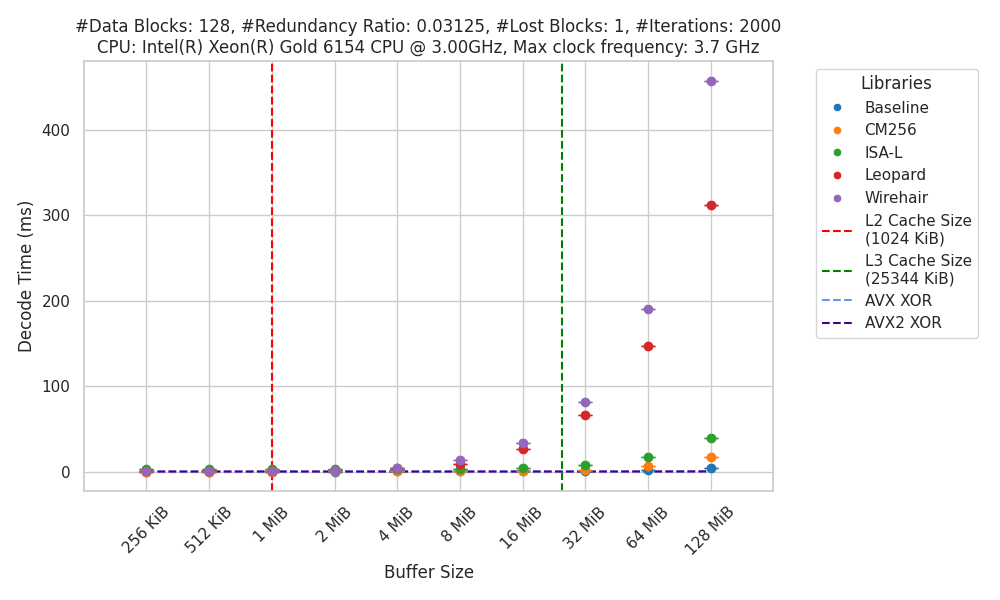 #Data Blocks: 128, #Redundancy Ratio: 0.03125, #Lost Blocks: 1, #Iterations: 2000
CPU: Intel(R) Xeon(R) Gold 6154 CPU @ 3.00GHz, Max clock frequency: 3.7 GHz
Decode Time (ms)
400
300
200
100
0
256 KiB
512 KiB
1 MiB
2 MiB
4 MiB
8 MiB
16 MiB
32 MiB
64 MiB
128 MiB
Buffer Size
Libraries
Baseline
CM256
ISA-L
Leopard
Wirehair
L2 Cache Size
(1024 KiB)
L3 Cache Size
(25344 KiB)
AVX XOR
AVX2 XOR